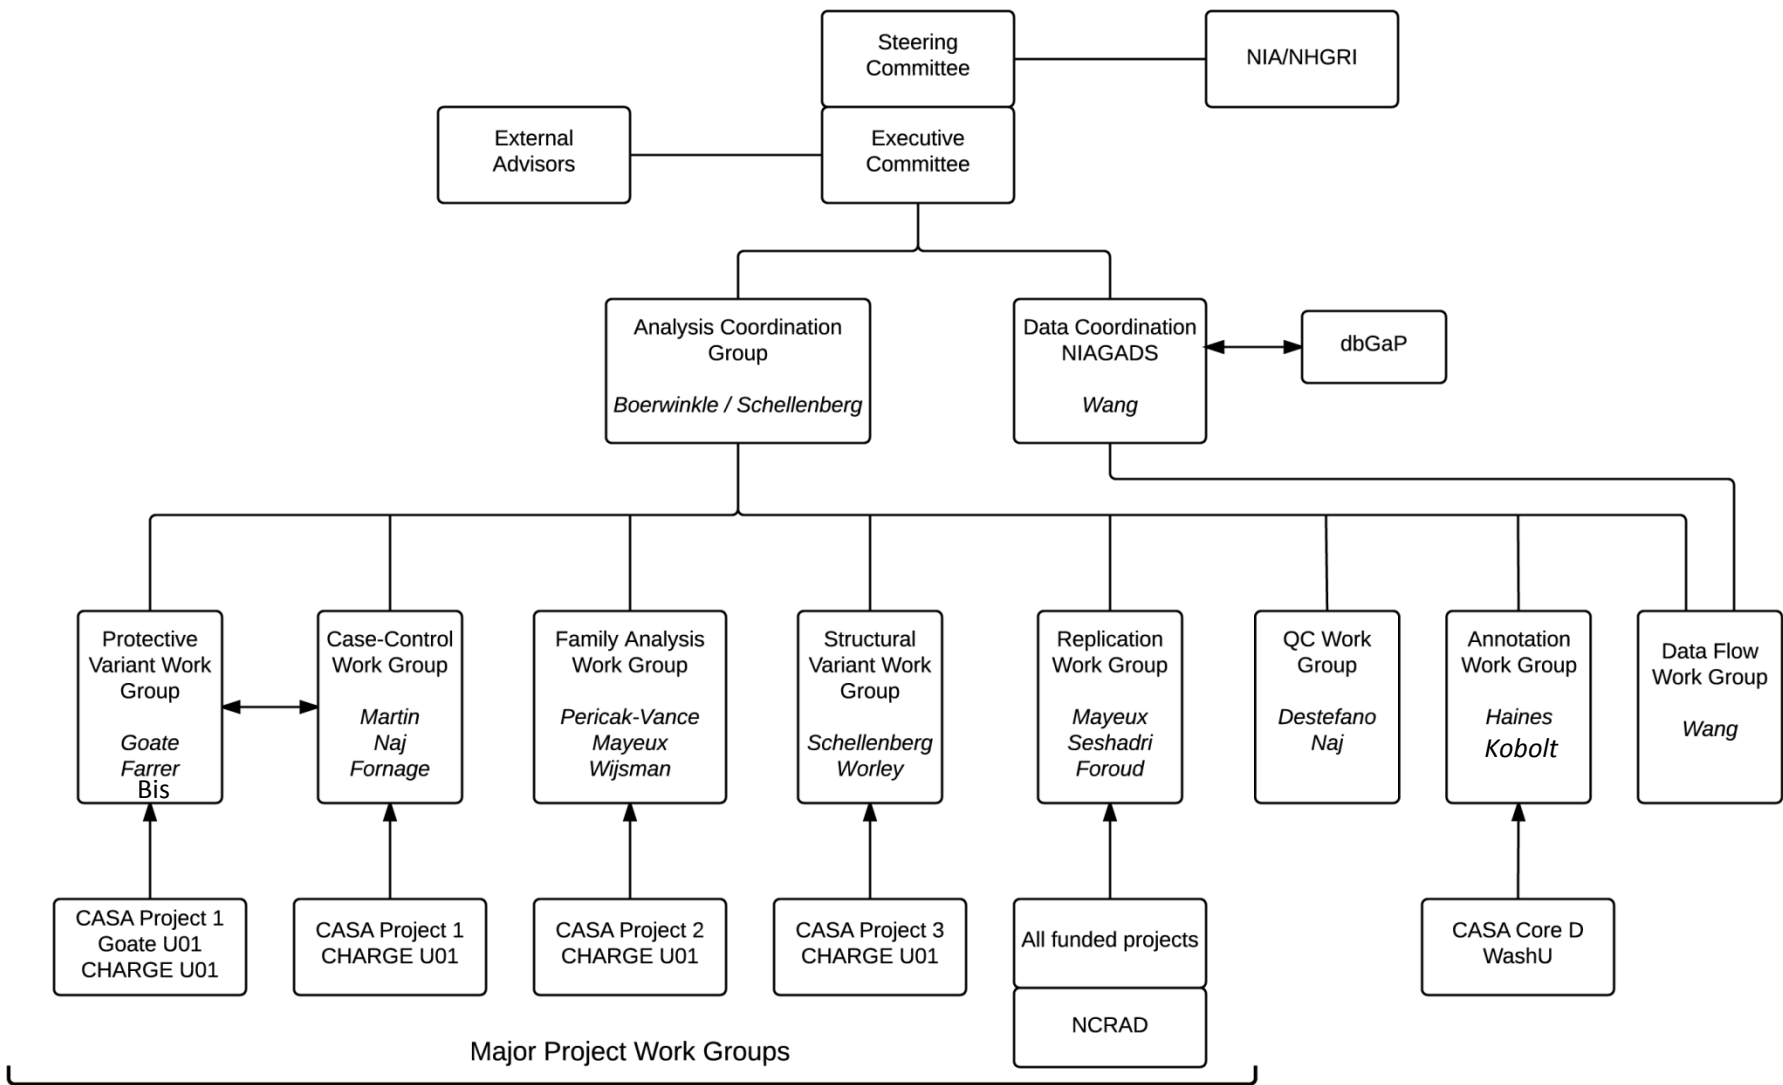 Steering
Committee
NIA/NHGRI
External
Advisors
Executive
Committee
Analysis Coordination
Group
Boerwinkle / Schellenberg
Data Coordination
NIAGADS
Wang
dbGaP
Protective
Variant Work
Group
Goate
Farrer
Bis
Case-Control
Work Group
Martin
Naj
Fornage
Family Analysis
Work Group
Pericak-Vance
Mayeux
Wijsman
Structural
Variant Work
Group
Schellenberg
Worley
Replication
Work Group
Mayeux
Seshadri
Foroud
QC Work
Group
Destefano
Naj
Annotation
Work Group
Haines
Kobolt
Data Flow
Work Group
Wang
CASA Project 1
Goate U01
CHARGE U01
CASA Project 1
CHARGE U01
CASA Project 2
CHARGE U01
CASA Project 3
CHARGE U01
All funded projects
NCRAD
CASA Core D
WashU
Major Project Work Groups